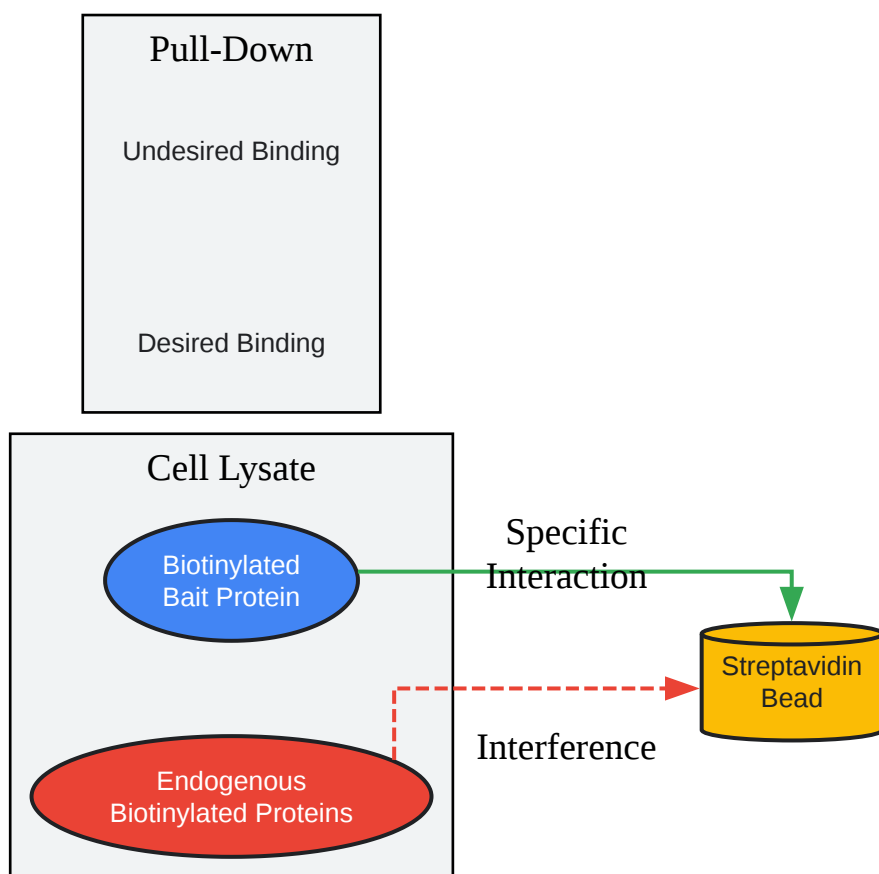 Pull-Down
Undesired Binding
Desired Binding
Cell Lysate
Biotinylated
Bait Protein
Specific
Interaction
Streptavidin
Bead
Interference
Endogenous
Biotinylated Proteins